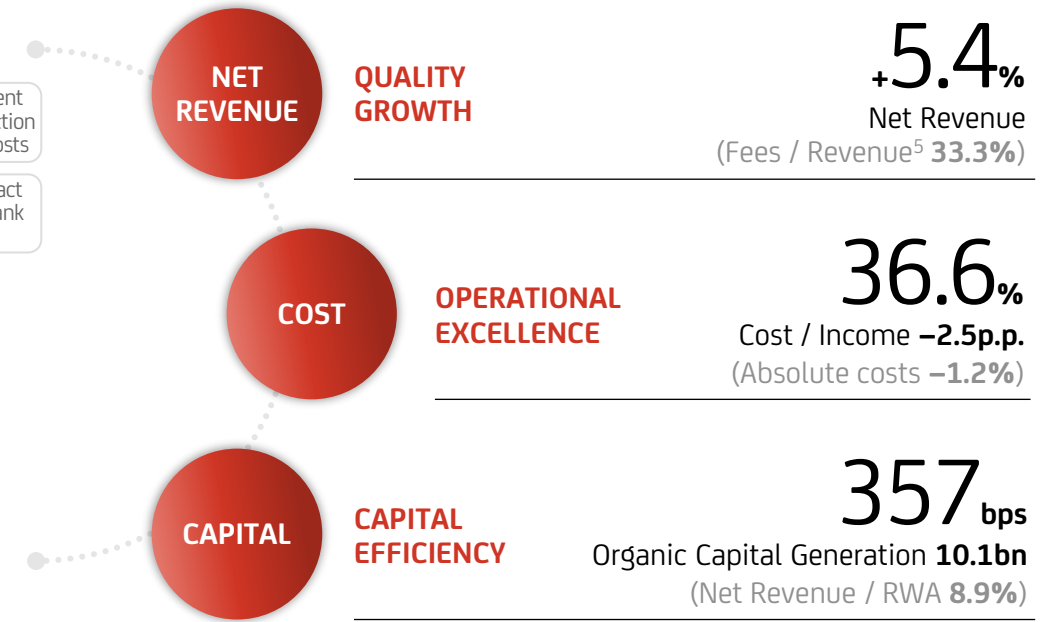 NET
REVENUE
QUALITY
GROWTH
+5.4%
Net Revenue
(Fees / Revenue5 33.3%)
COST
OPERATIONAL
EXCELLENCE
36.6%
Cost / Income –2.5p.p.
(Absolute costs –1.2%)
CAPITAL
CAPITAL
EFFICIENCY
357 bps
Organic Capital Generation 10.1bn
(Net Revenue / RWA 8.9%)